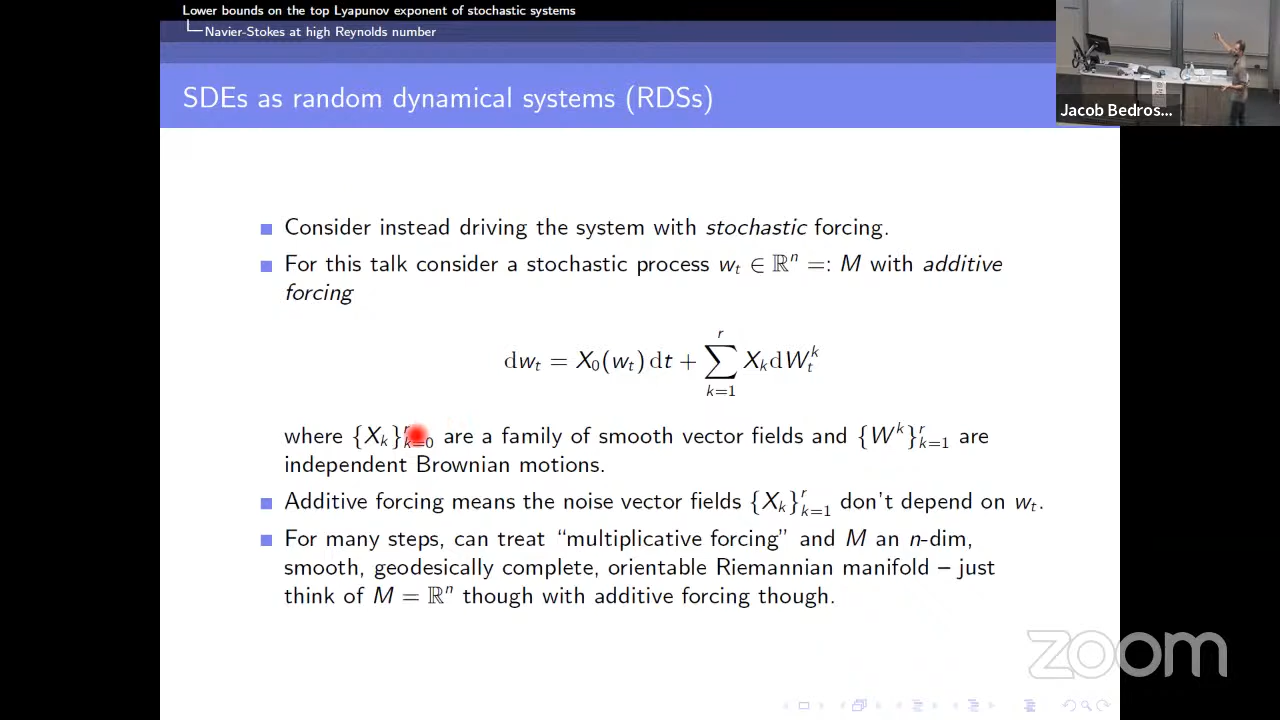 Lower bounds on the top Lyapunov exponent of stochastic systems
Navier-Stokes at high Reynolds number
SDEs as random dynamical systems (RDSs)
Jacob Bedros...
Consider instead driving the system with stochastic forcing.
For this talk consider a stochastic process w_t ∈ ℝ^n =: M with additive
forcing
dw_t = X_0(w_t) dt + ∑_{k=1}^{r} X_k dW_t^k
where {X_k}_{k=0}^r are a family of smooth vector fields and {W^k}_{k=1}^r are
independent Brownian motions.
Additive forcing means the noise vector fields {X_k}_{k=1}^r don't depend on w_t.
For many steps, can treat “multiplicative forcing” and M an n-dim,
smooth, geodesically complete, orientable Riemannian manifold – just
think of M = ℝ^n though with additive forcing though.
zoom